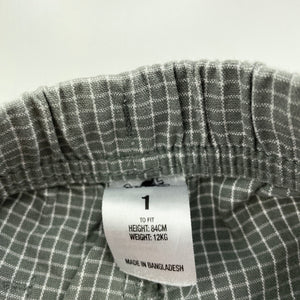 1
TO FIT
HEIGHT: 84CM
WEIGHT: 12KG
MADE IN BANGLADESH